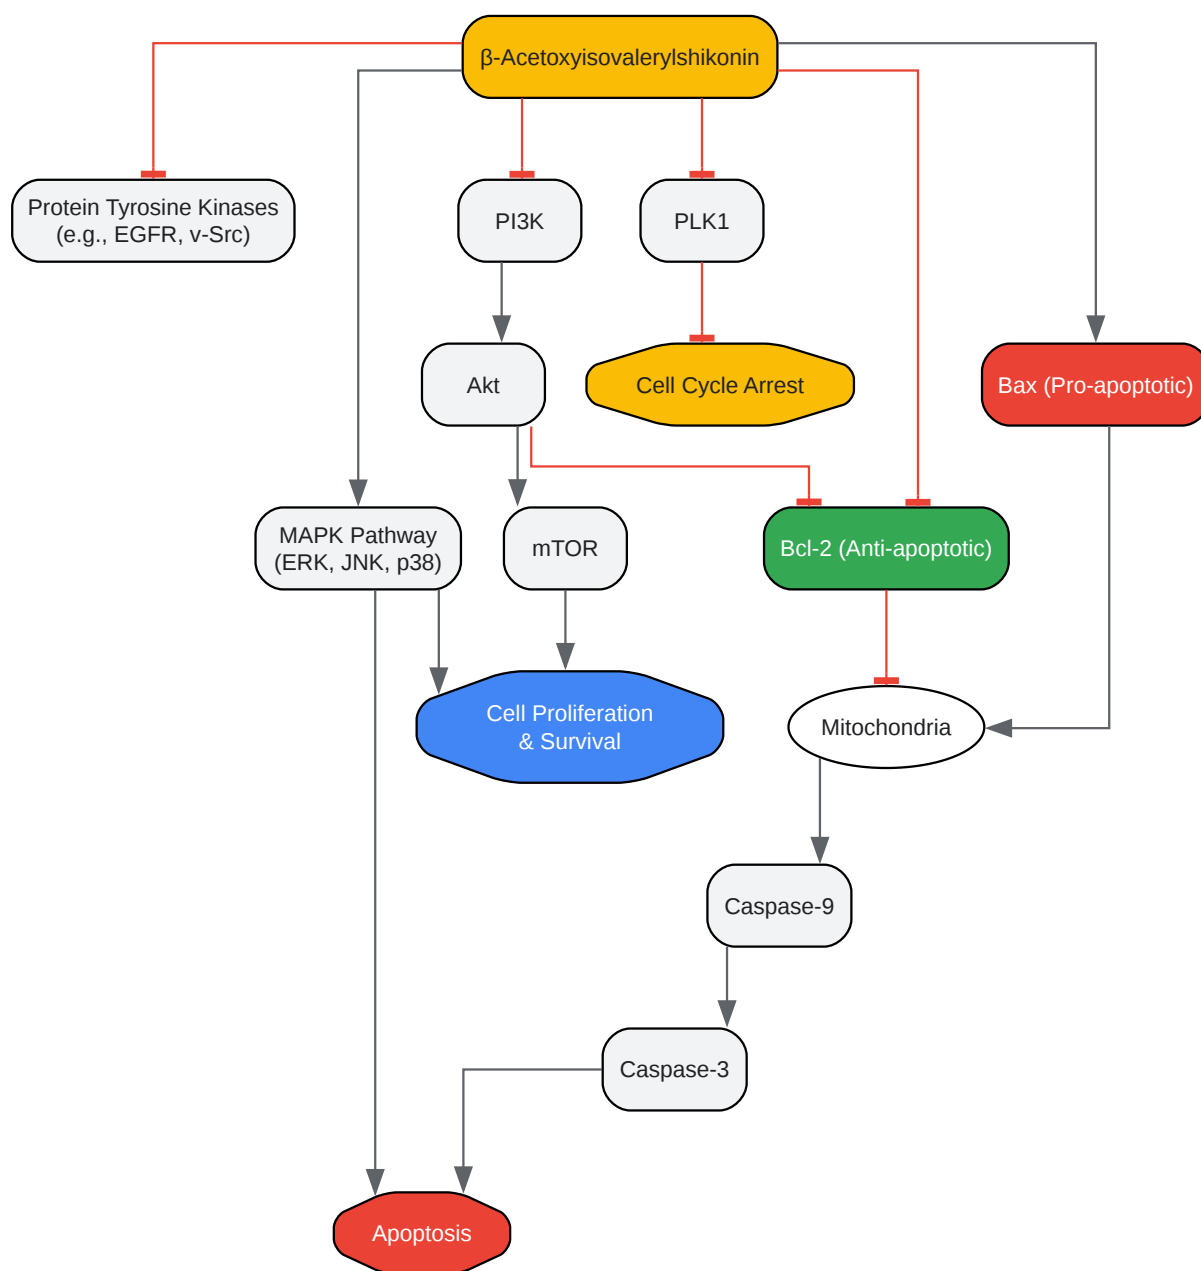 β-Acetoxyisovalerylshikonin
Protein Tyrosine Kinases
(e.g., EGFR, v-Src)
PI3K
PLK1
Akt
Cell Cycle Arrest
Bax (Pro-apoptotic)
MAPK Pathway
(ERK, JNK, p38)
mTOR
Bcl-2 (Anti-apoptotic)
Cell Proliferation
& Survival
Mitochondria
Caspase-9
Caspase-3
Apoptosis